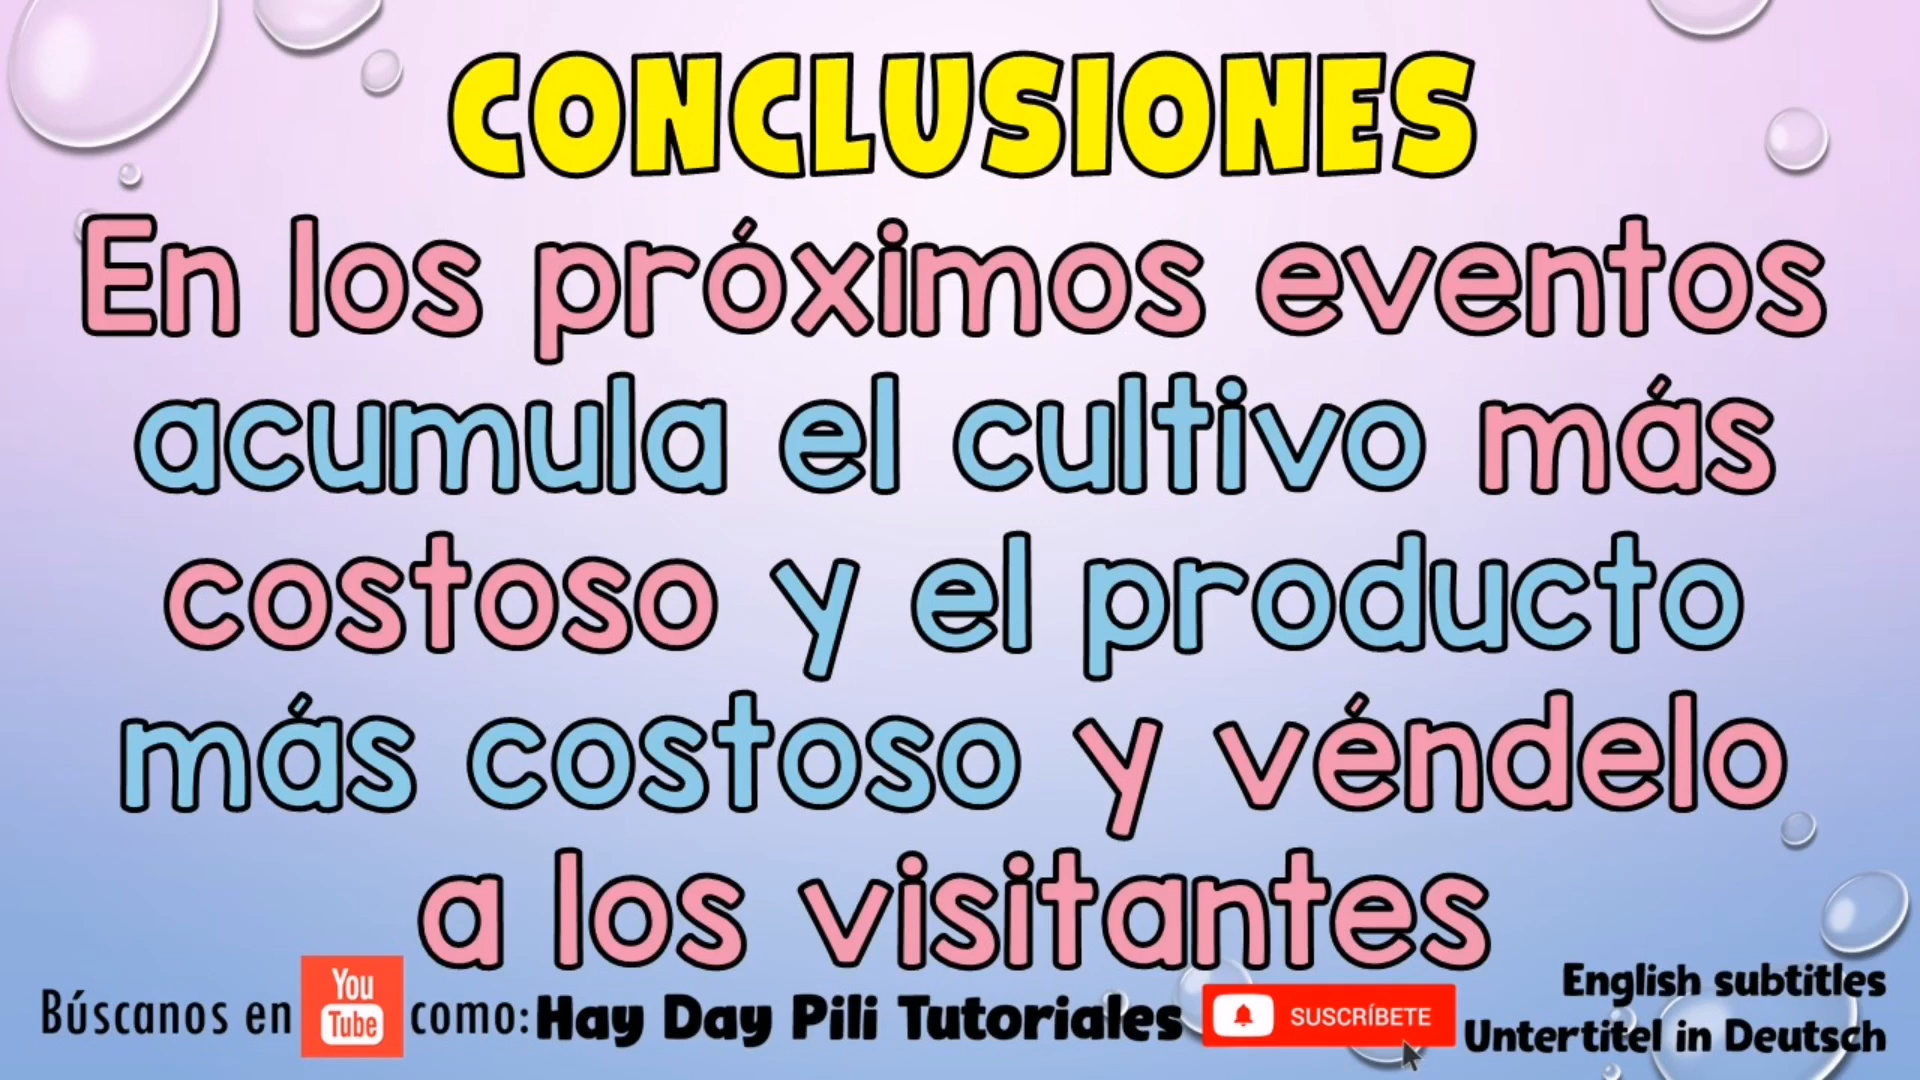 CONCLUSIONES
En los próximos eventos
acumula el cultivo más
costoso y el producto
más costoso y véndelo
a los visitantes
Búscanos en You Tube como: Hay Day Pili Tutoriales SUSCRÍBETE
English subtitles
Untertitel in Deutsch